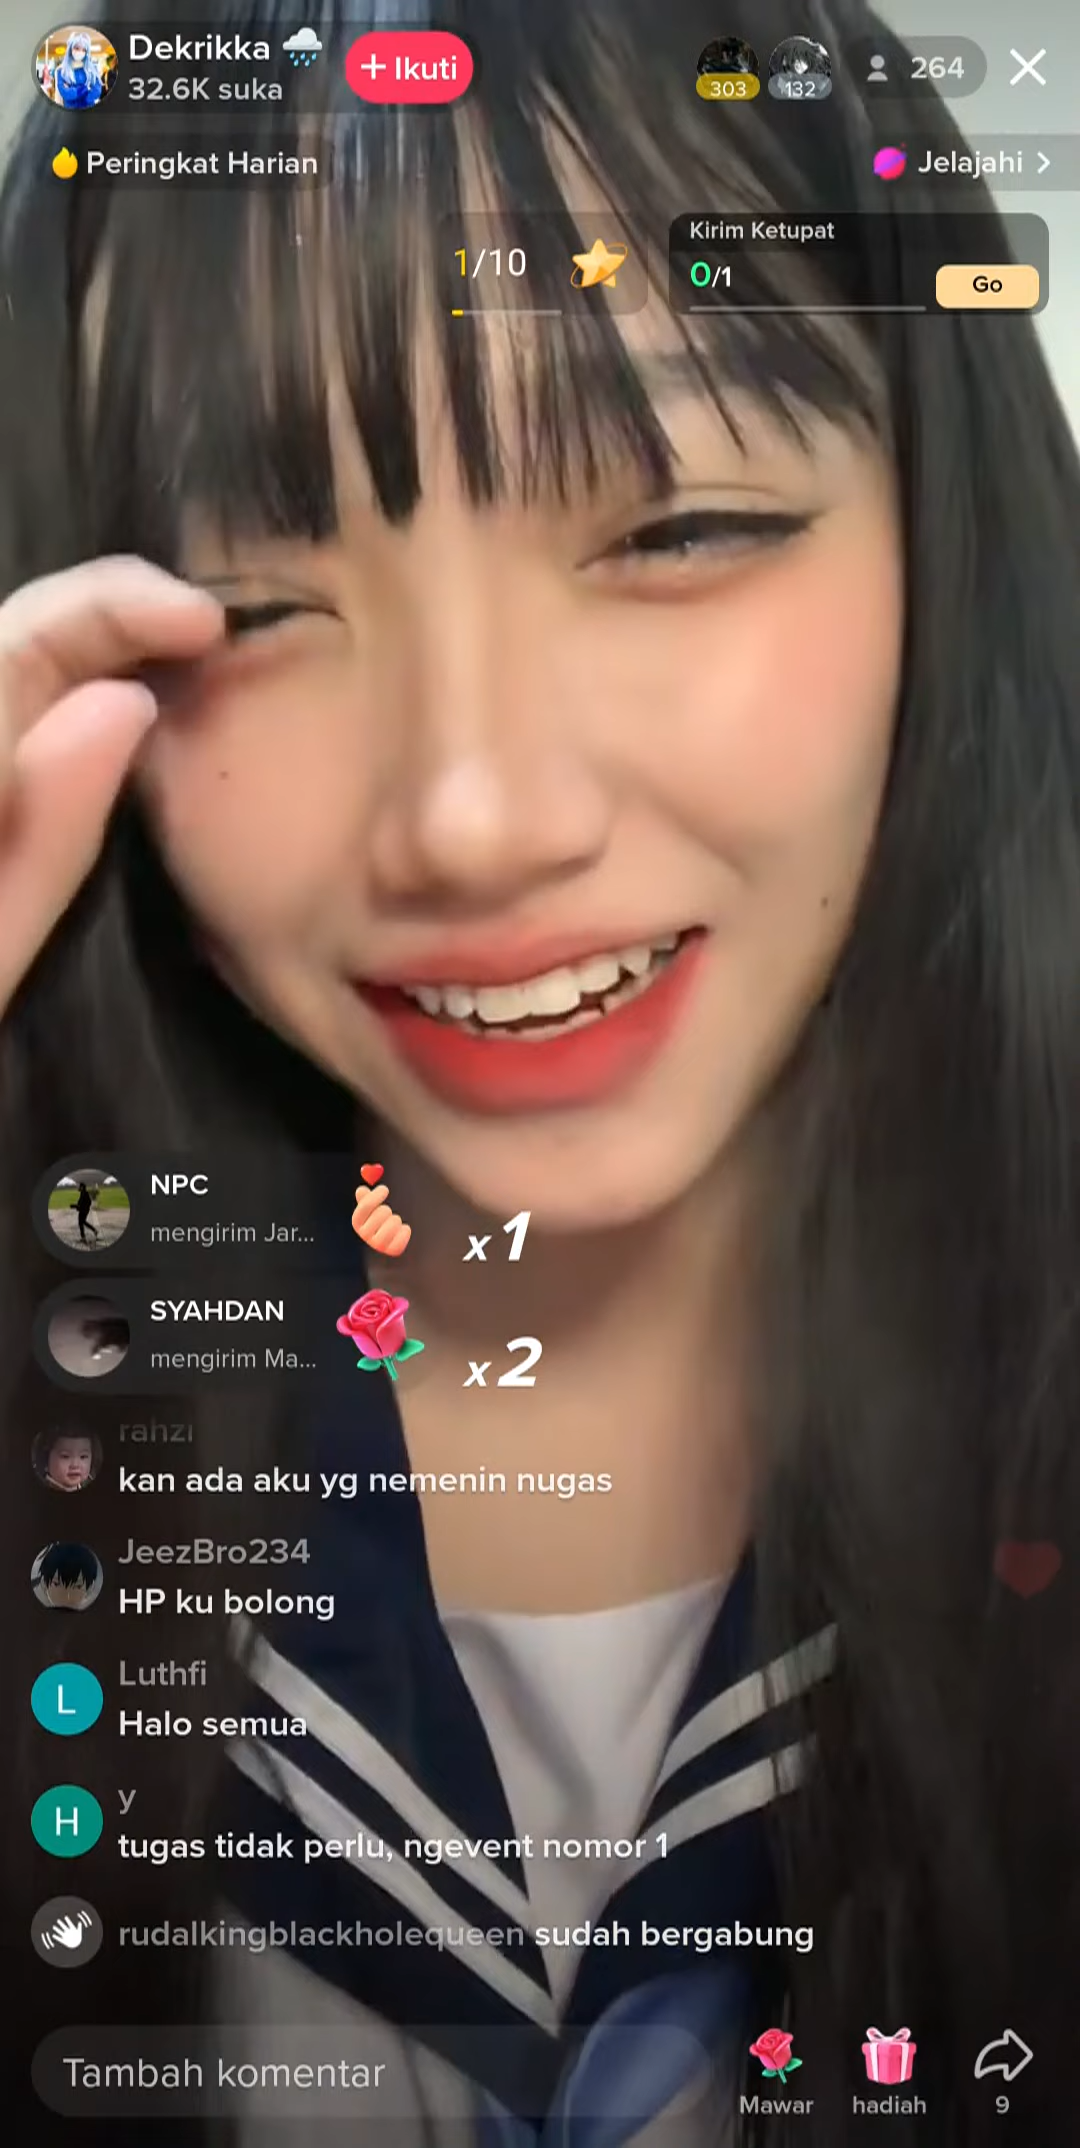 Dekrikka
32.6K suka
+ Ikuti
303
132
264
Peringkat Harian
Jelajahi
1/10
Kirim Ketupat
0/1
Go
NPC
mengirim Jar...
x1
SYAHDAN
mengirim Ma...
x2
rahzi
kan ada aku yg nemenin nugas
JeezBro234
HP ku bolong
L
Luthfi
Halo semua
H
y
tugas tidak perlu, ngevent nomor 1
rudalkingblackholequeen sudah bergabung
Tambah komentar
Mawar
hadiah
9